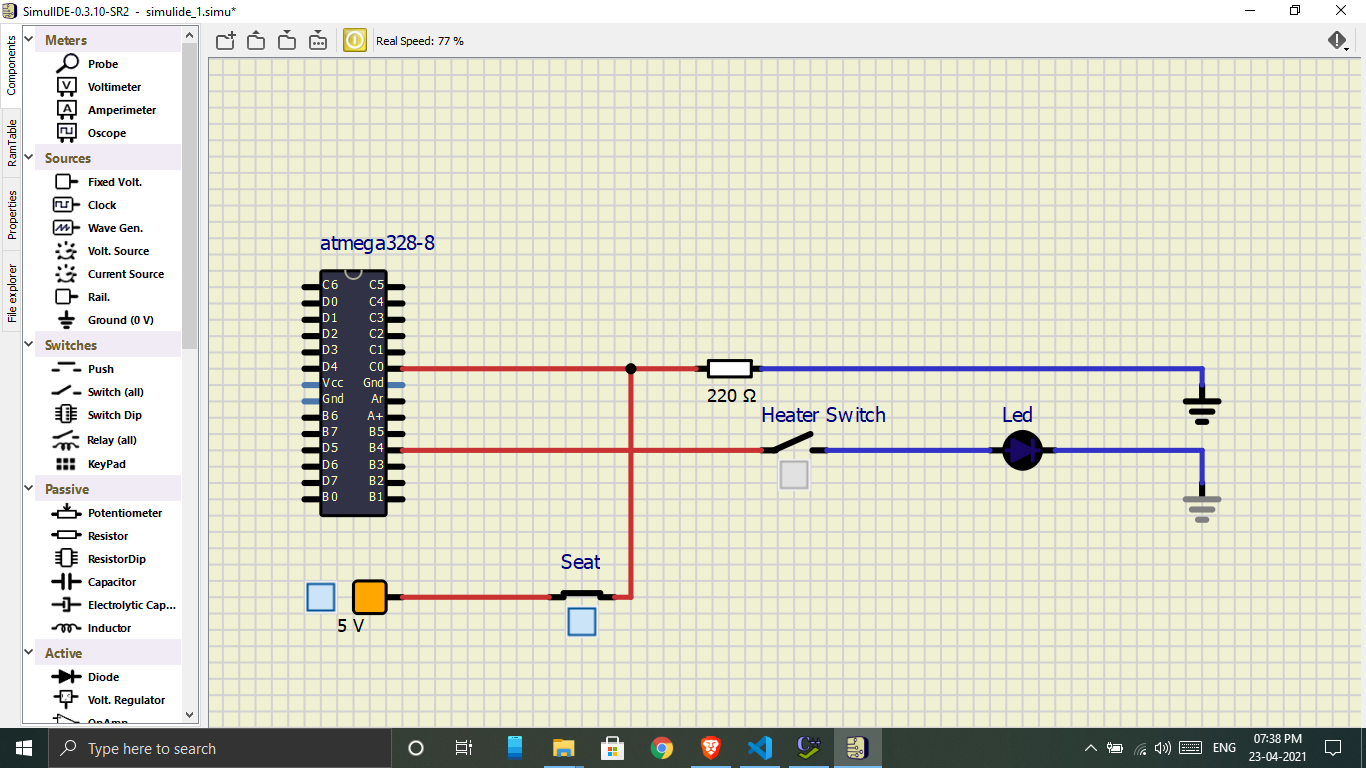 SimulIDE-0.3.10-SR2 - simulide_1.simu*
Components
RamTable
Properties
File explorer
Meters
Probe
Voltimeter
Amperimeter
Oscope
Sources
Fixed Volt.
Clock
Wave Gen.
Volt. Source
Current Source
Rail.
Ground (0 V)
Switches
Push
Switch (all)
Switch Dip
Relay (all)
KeyPad
Passive
Potentiometer
Resistor
ResistorDip
Capacitor
Electrolytic Cap...
Inductor
Active
Diode
Volt. Regulator
OpAmp
Real Speed: 77 %
atmega328-8
C6 C5
D0 C4
D1 C3
D2 C2
D3 C1
D4 C0
Vcc Gnd
Gnd Ar
B6 A+
B7 B5
D5 B4
D6 B3
D7 B2
B0 B1
220 Ω
Heater Switch
Led
Seat
5 V
Type here to search
ENG
07:38 PM
23-04-2021